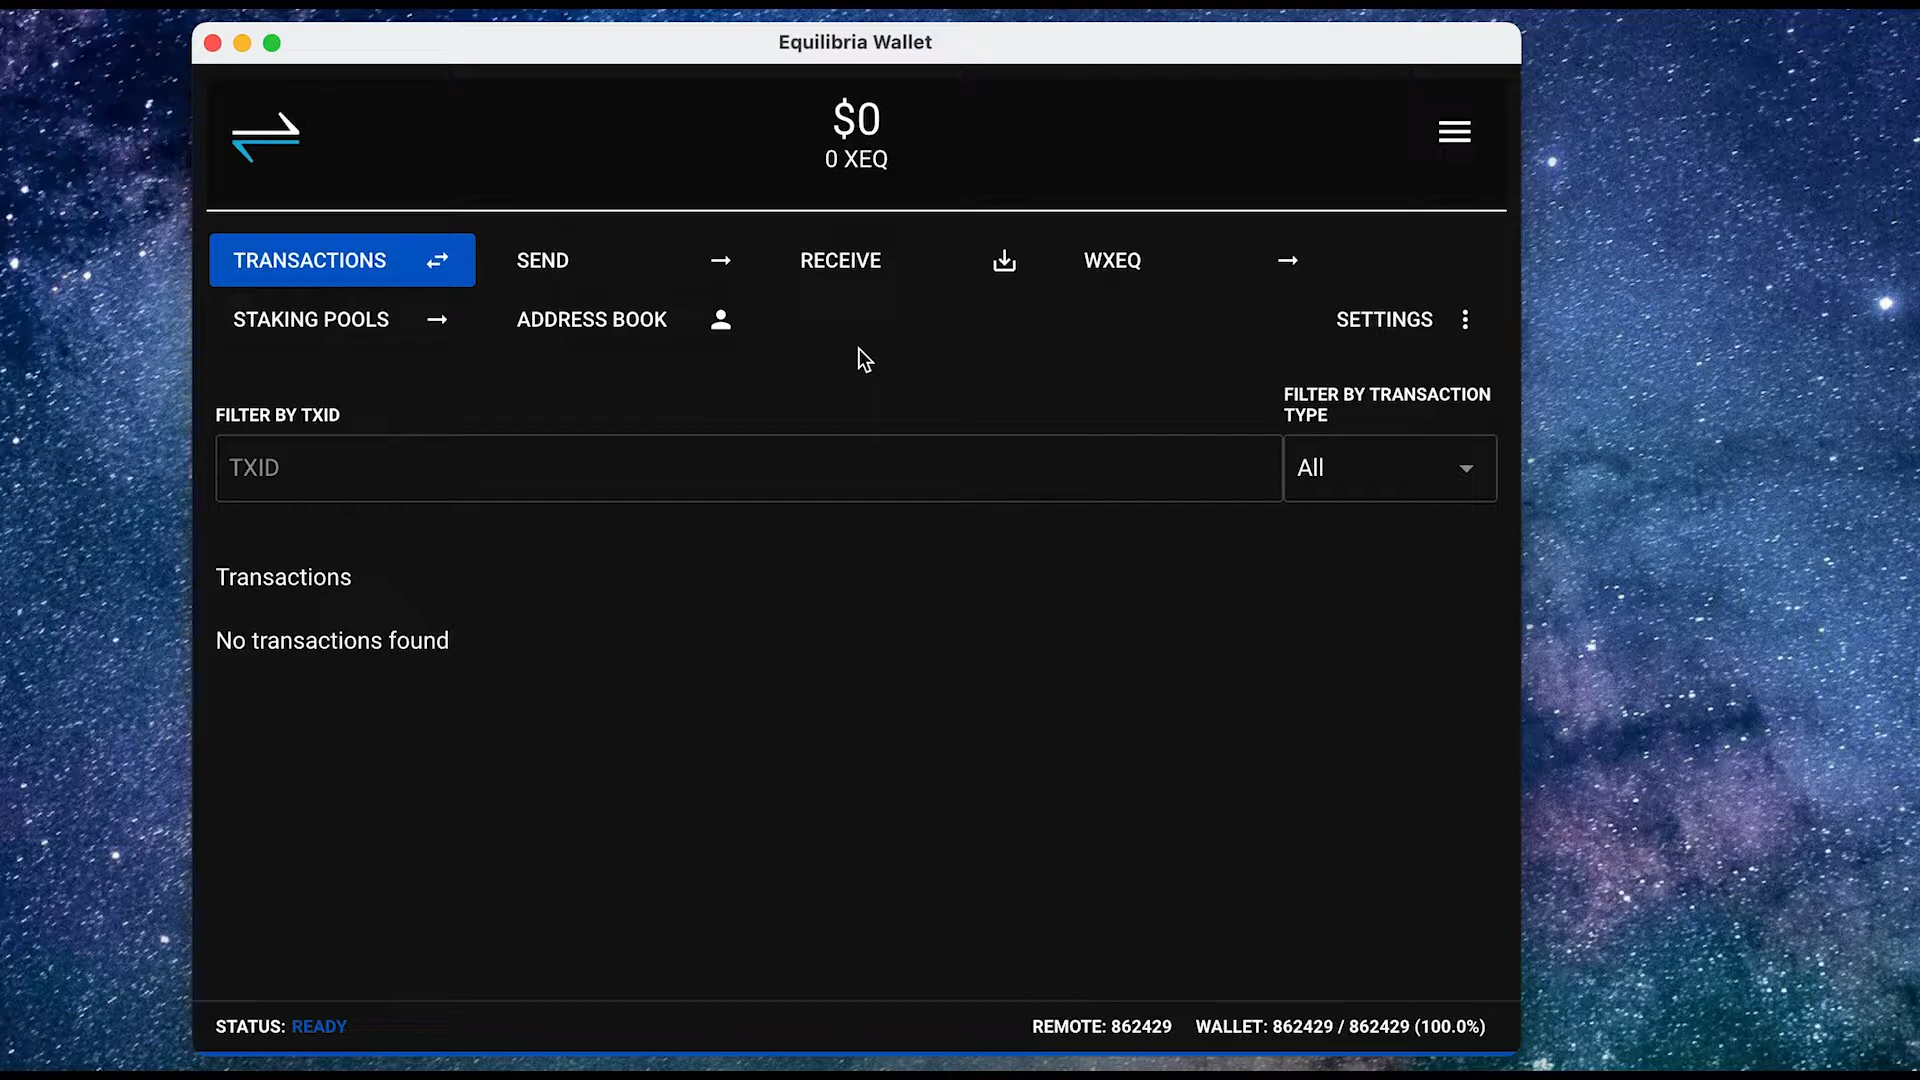 Equilibria Wallet
$0
0 XEQ
TRANSACTIONS
SEND
RECEIVE
WXEQ
STAKING POOLS
ADDRESS BOOK
SETTINGS
FILTER BY TXID
FILTER BY TRANSACTION
TYPE
TXID
All
Transactions
No transactions found
STATUS: READY
REMOTE: 862429
WALLET: 862429 / 862429 (100.0%)